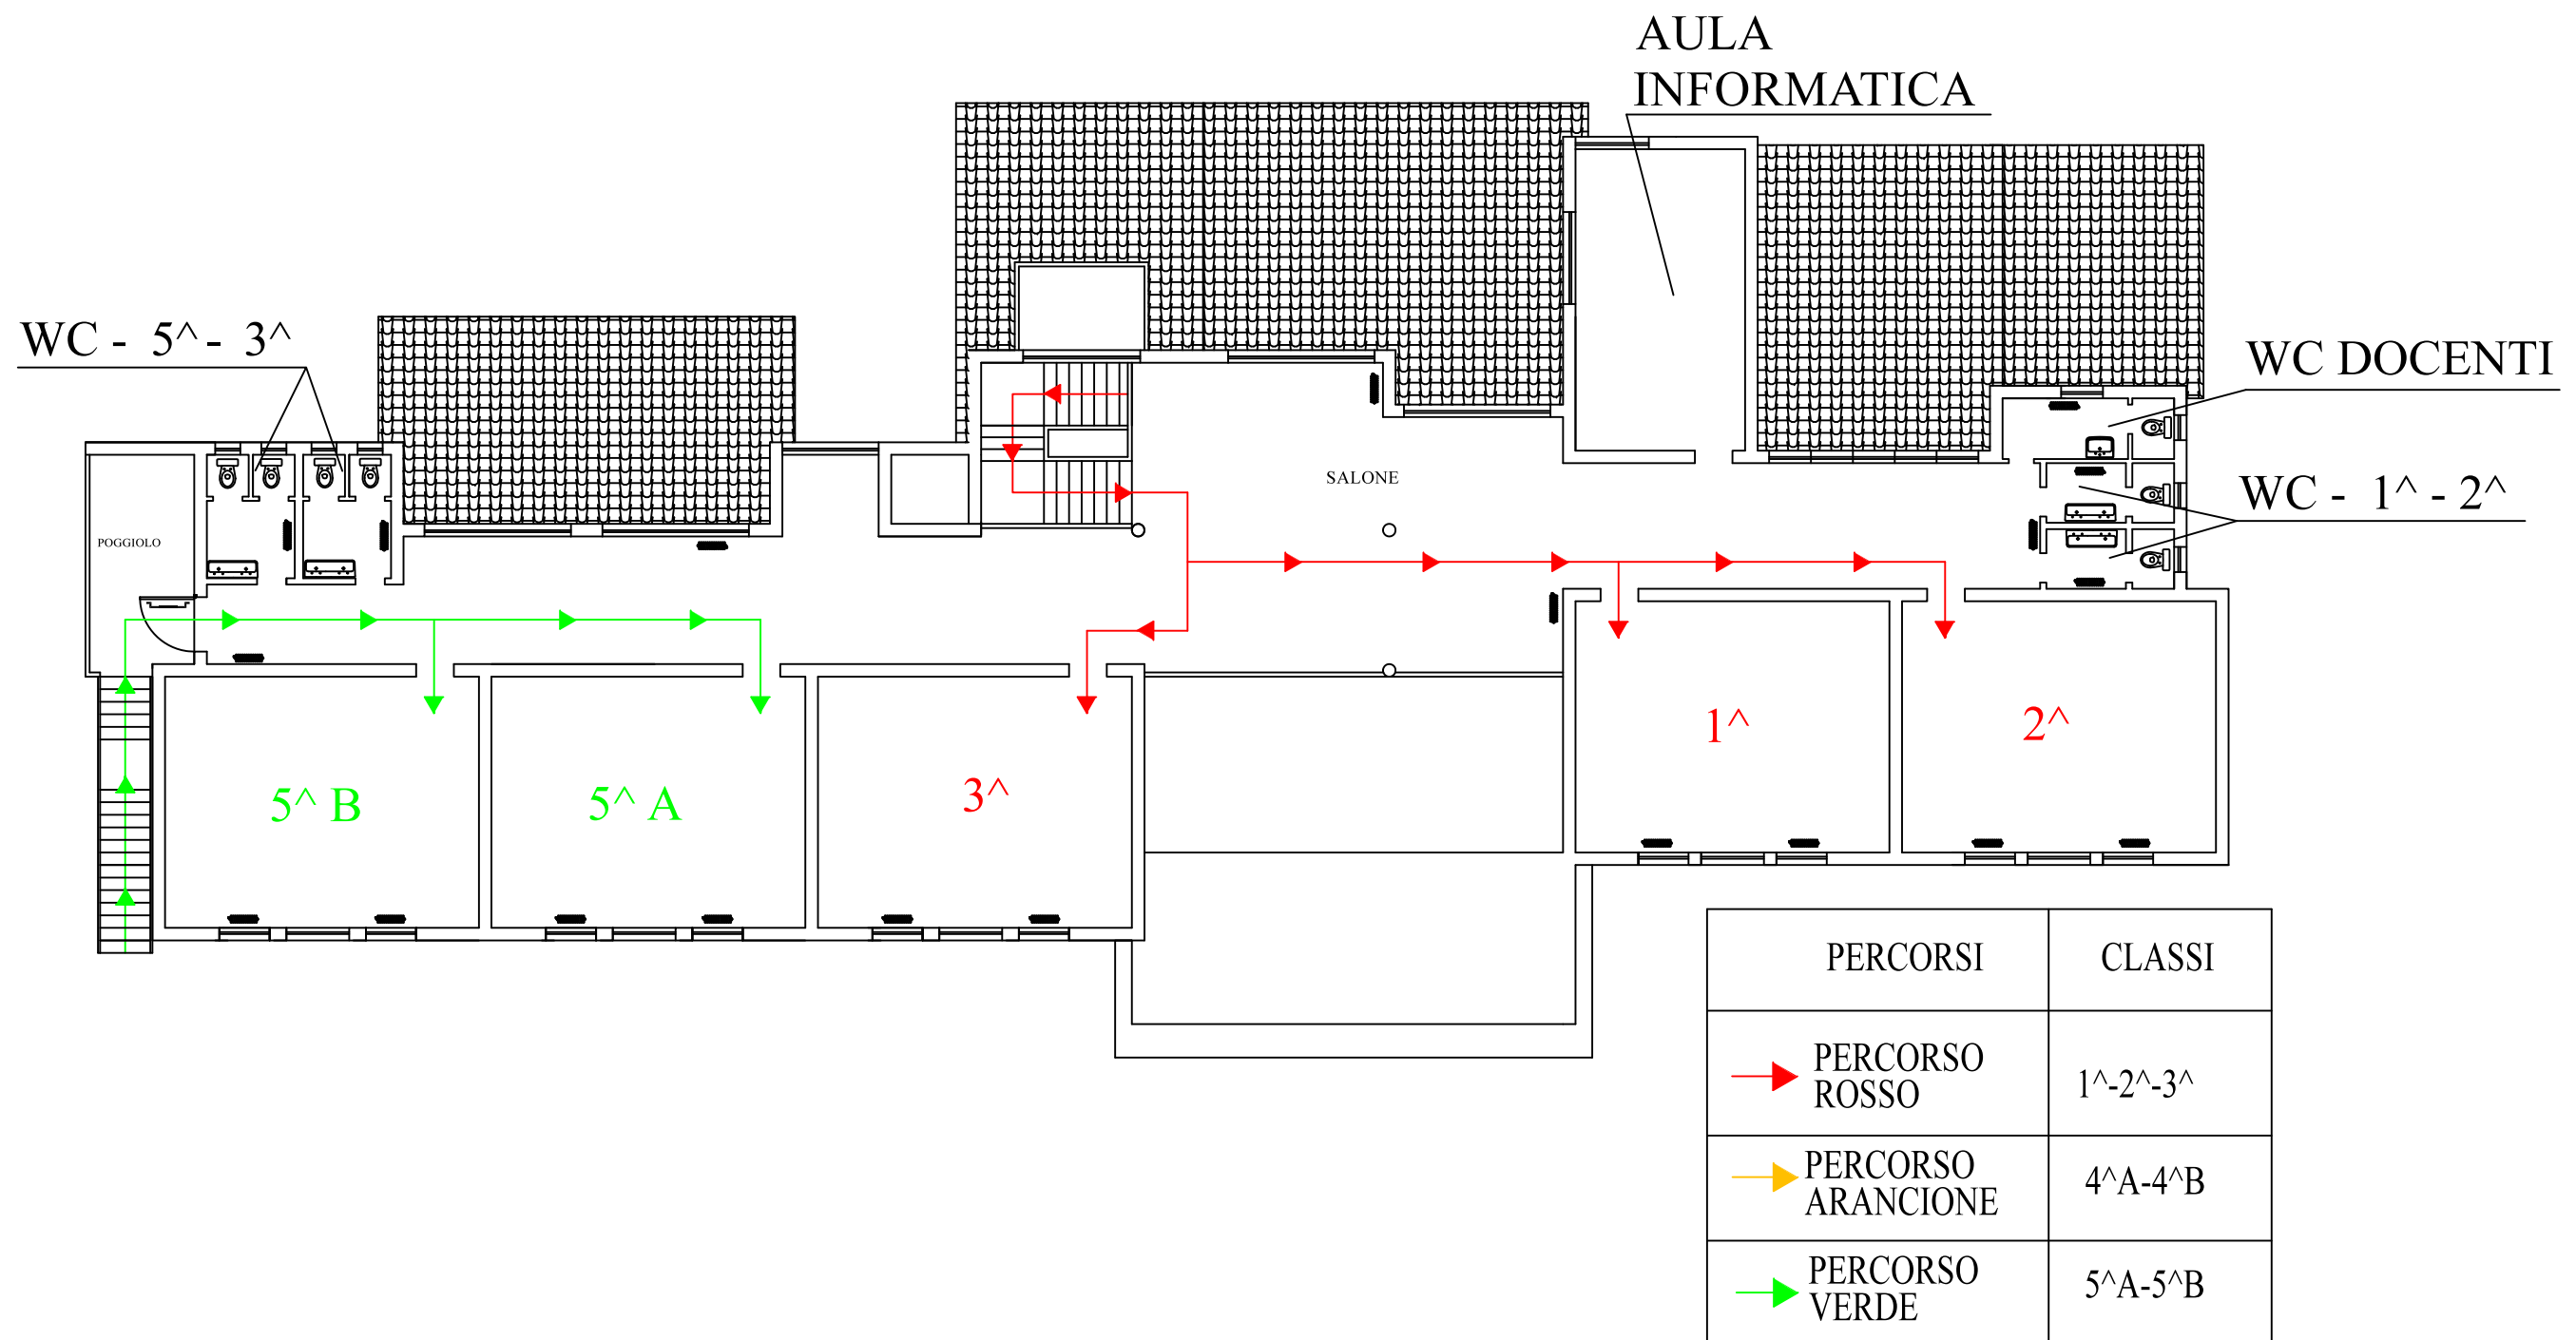 AULA
INFORMATICA
WC -  5^ -  3^
WC DOCENTI
SALONE
WC -  1^ - 2^
POGGIOLO
1^
2^
5^ B
5^ A
3^
PERCORSI CLASSI
PERCORSO
ROSSO
1^-2^-3^
PERCORSO
ARANCIONE
4^A-4^B
PERCORSO
VERDE
5^A-5^B